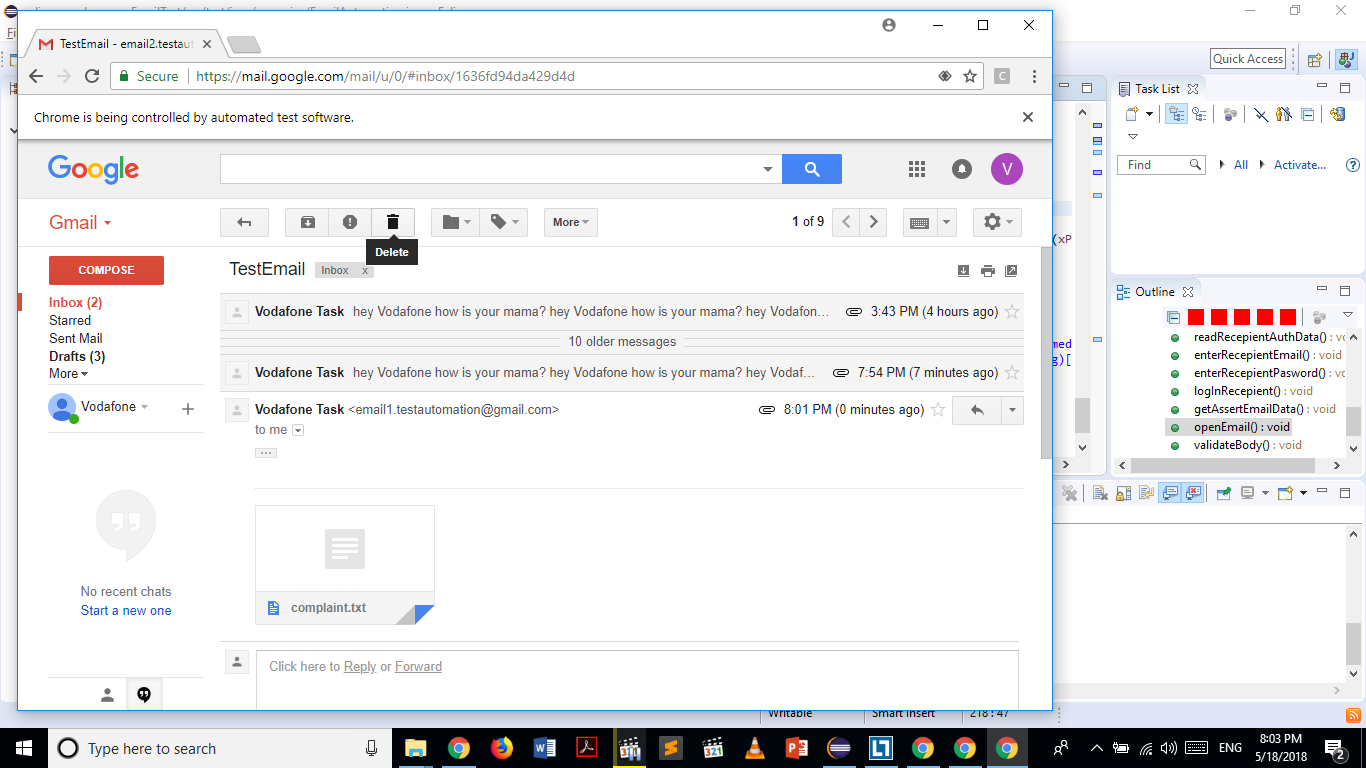 TestEmail - email2.testau
Secure https://mail.google.com/mail/u/0/#inbox/1636fd94da429d4d
C
Chrome is being controlled by automated test software.
Google
V
Gmail
More
1 of 9
Delete
COMPOSE
Inbox (2)
Starred
Sent Mail
Drafts (3)
More
Vodafone
No recent chats
Start a new one
TestEmail Inbox x
Vodafone Task hey Vodafone how is your mama? hey Vodafone how is your mama? hey Vodafon... 3:43 PM (4 hours ago)
10 older messages
Vodafone Task hey Vodafone how is your mama? hey Vodafone how is your mama? hey Vodaf... 7:54 PM (7 minutes ago)
Vodafone Task <email1.testautomation@gmail.com> 8:01 PM (0 minutes ago)
to me
...
complaint.txt
Click here to Reply or Forward
Quick Access
Task List
Find All Activate...
(xP
med
g)[
Outline
readRecepientAuthData() : v
enterRecepientEmail() : void
enterRecepientPasword() : v
logInRecepient() : void
getAssertEmailData() : void
openEmail() : void
validateBody() : void
Writable Smart Insert 218 : 47
Type here to search
321
ENG
8:03 PM
5/18/2018
2